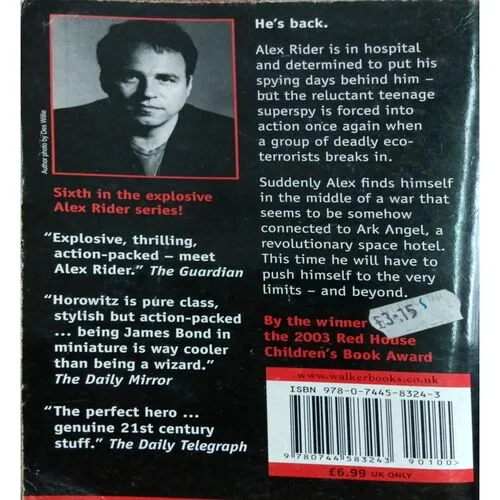 Author photo by Des Willie
Sixth in the explosive
Alex Rider series!
“Explosive, thrilling,
action-packed – meet
Alex Rider.” The Guardian
“Horowitz is pure class,
stylish but action-packed
... being James Bond in
miniature is way cooler
than being a wizard.”
The Daily Mirror
“The perfect hero ...
genuine 21st century
stuff.” The Daily Telegraph
He’s back.
Alex Rider is in hospital
and determined to put his
spying days behind him –
but the reluctant teenage
superspy is forced into
action once again when
a group of deadly eco-
terrorists breaks in.
Suddenly Alex finds himself
in the middle of a war that
seems to be somehow
connected to Ark Angel, a
revolutionary space hotel.
This time he will have to
push himself to the very
limits – and beyond.
£3.15
By the winner
the 2003 Red House
Children’s Book Award
www.walkerbooks.co.uk
ISBN 978-0-7445-8324-3
9 780744 583243
90100
£6.99 UK ONLY